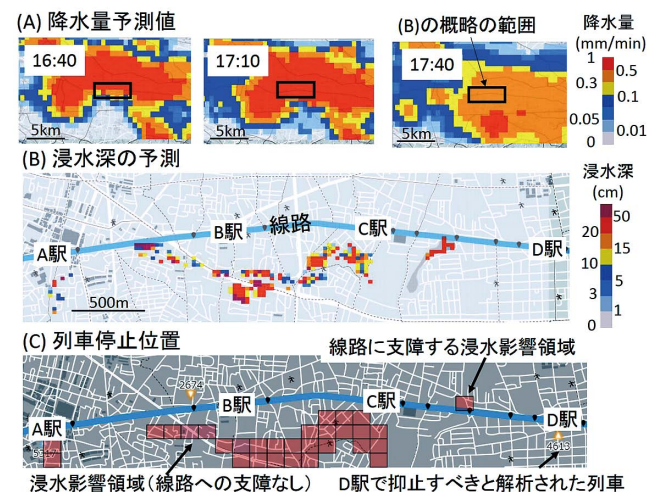 (A) 降水量予測値
(B)の概略の範囲
降水量
(mm/min)
16:40
17:10
17:40
5km
5km
5km
1
0.5
0.3
0.1
0.05
0.01
0
(B) 浸水深の予測
浸水深
(cm)
A駅
B駅
線路
C駅
D駅
500m
50
20
15
10
5
3
1
0
(C) 列車停止位置
線路に支障する浸水影響領域
2674
A駅
B駅
C駅
D駅
4613
浸水影響領域(線路への支障なし)
D駅で抑止すべきと解析された列車